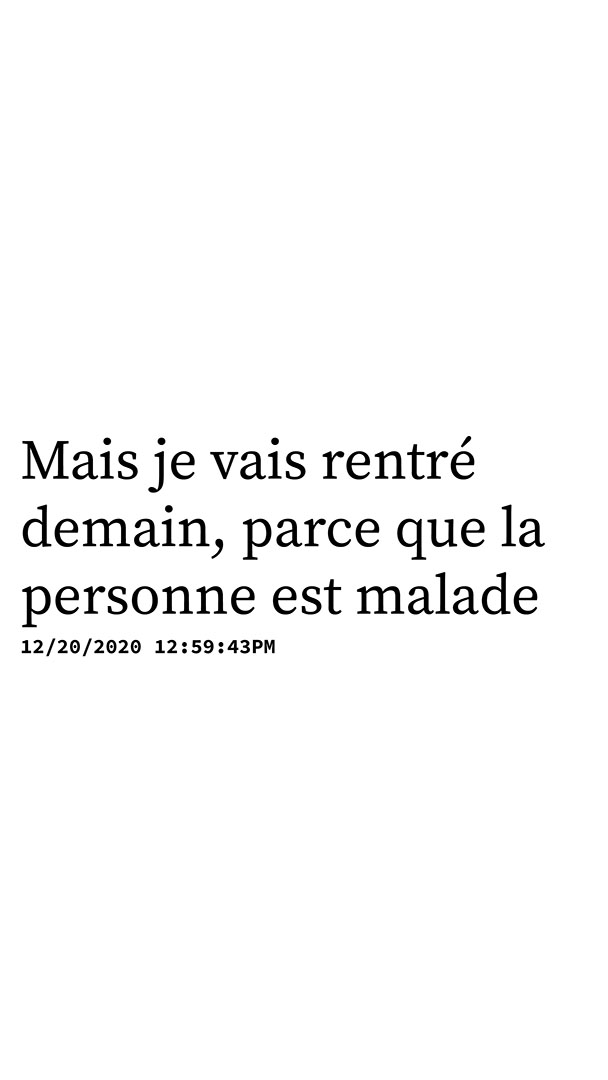 Mais je vais rentré
demain, parce que la
personne est malade
12/20/2020 12:59:43PM